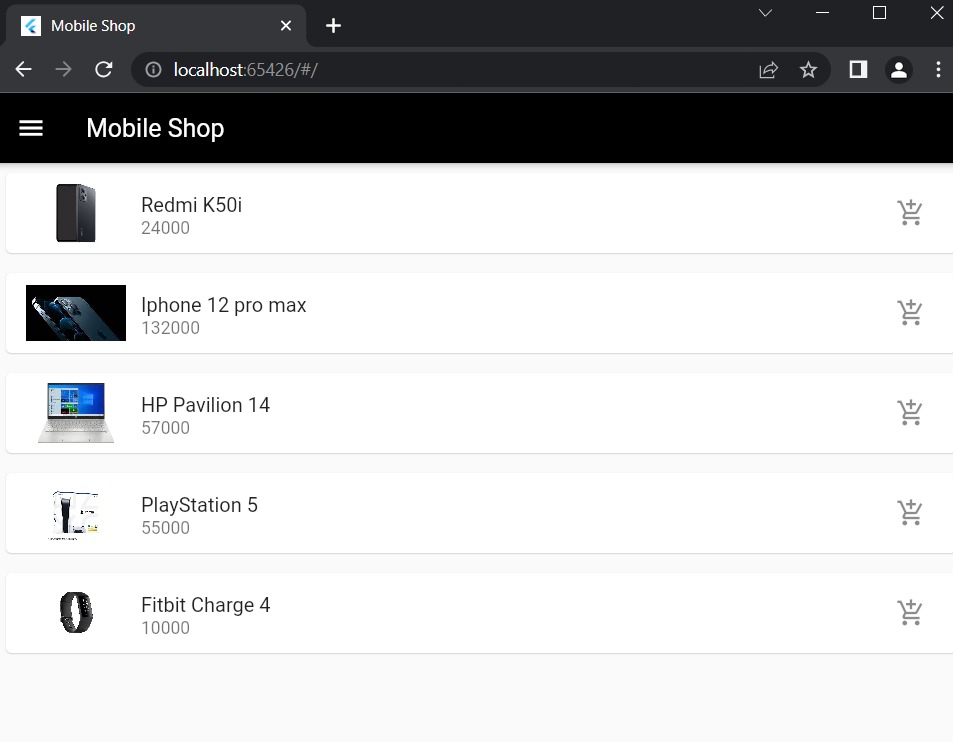 Mobile Shop
localhost:65426/#/
Mobile Shop
Redmi K50i
24000
Iphone 12 pro max
132000
HP Pavilion 14
57000
PlayStation 5
55000
Fitbit Charge 4
10000